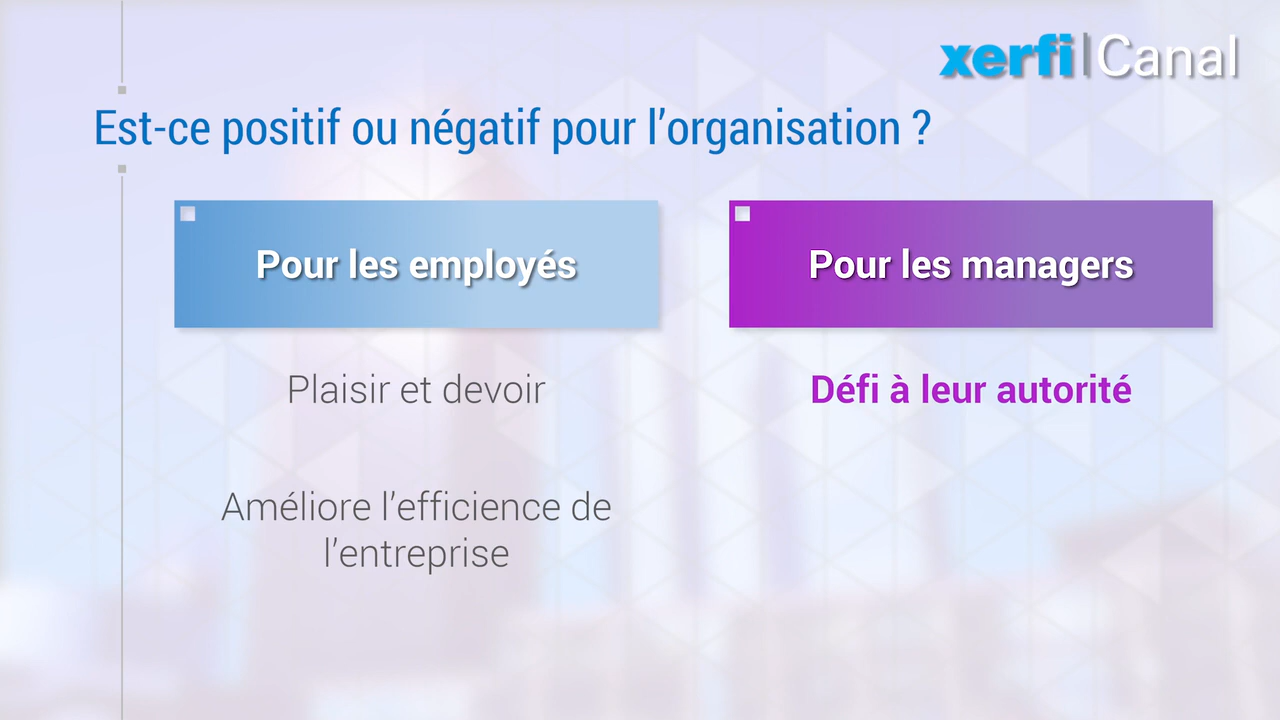 xerfi|Canal
Est-ce positif ou négatif pour l’organisation ?
Pour les employés
Pour les managers
Plaisir et devoir
Défi à leur autorité
Améliore l’efficience de
l’entreprise